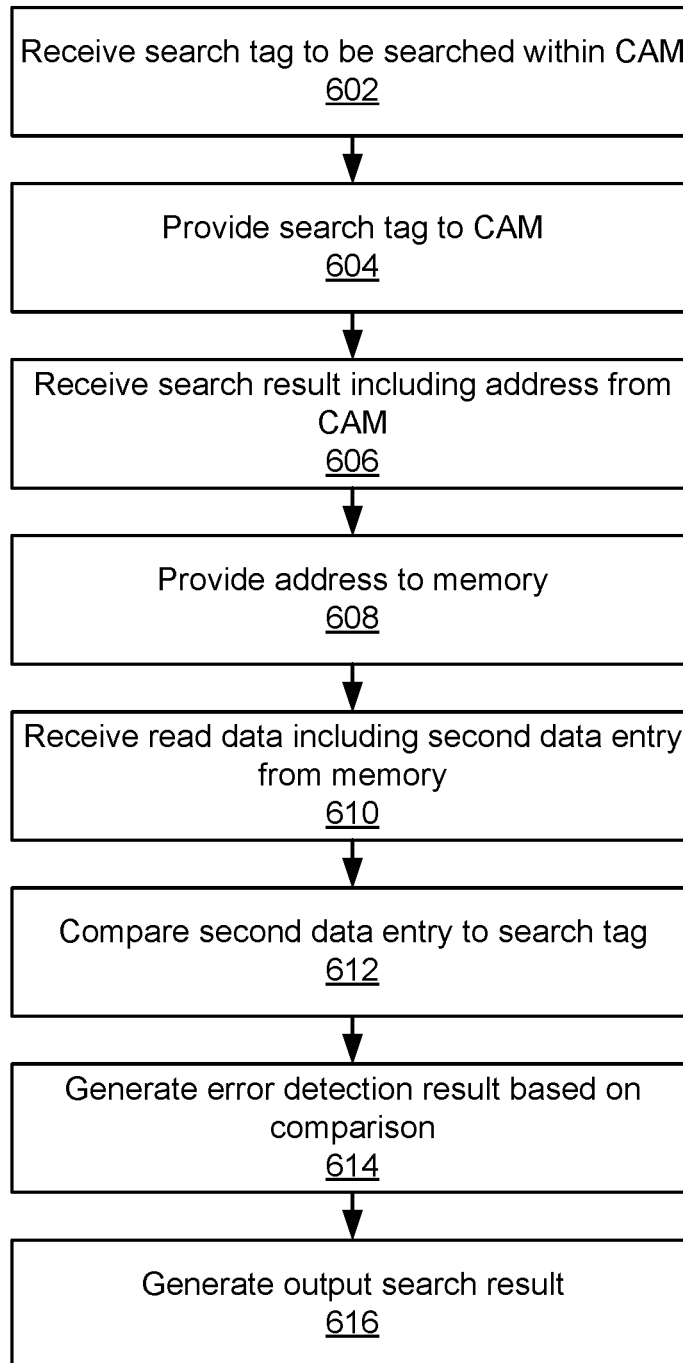 Receive search tag to be searched within CAM
602
Provide search tag to CAM
604
Receive search result including address from
CAM
606
Provide address to memory
608
Receive read data including second data entry
from memory
610
Compare second data entry to search tag
612
Generate error detection result based on
comparison
614
Generate output search result
616